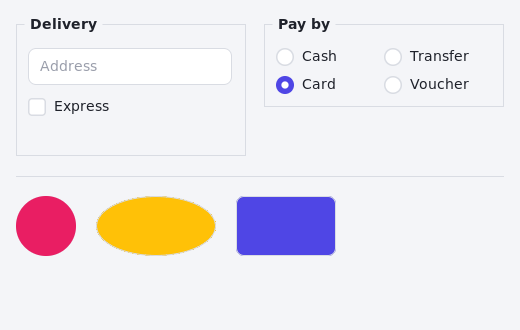 Delivery
Address
Express
Pay by
Cash
Transfer
Card
Voucher